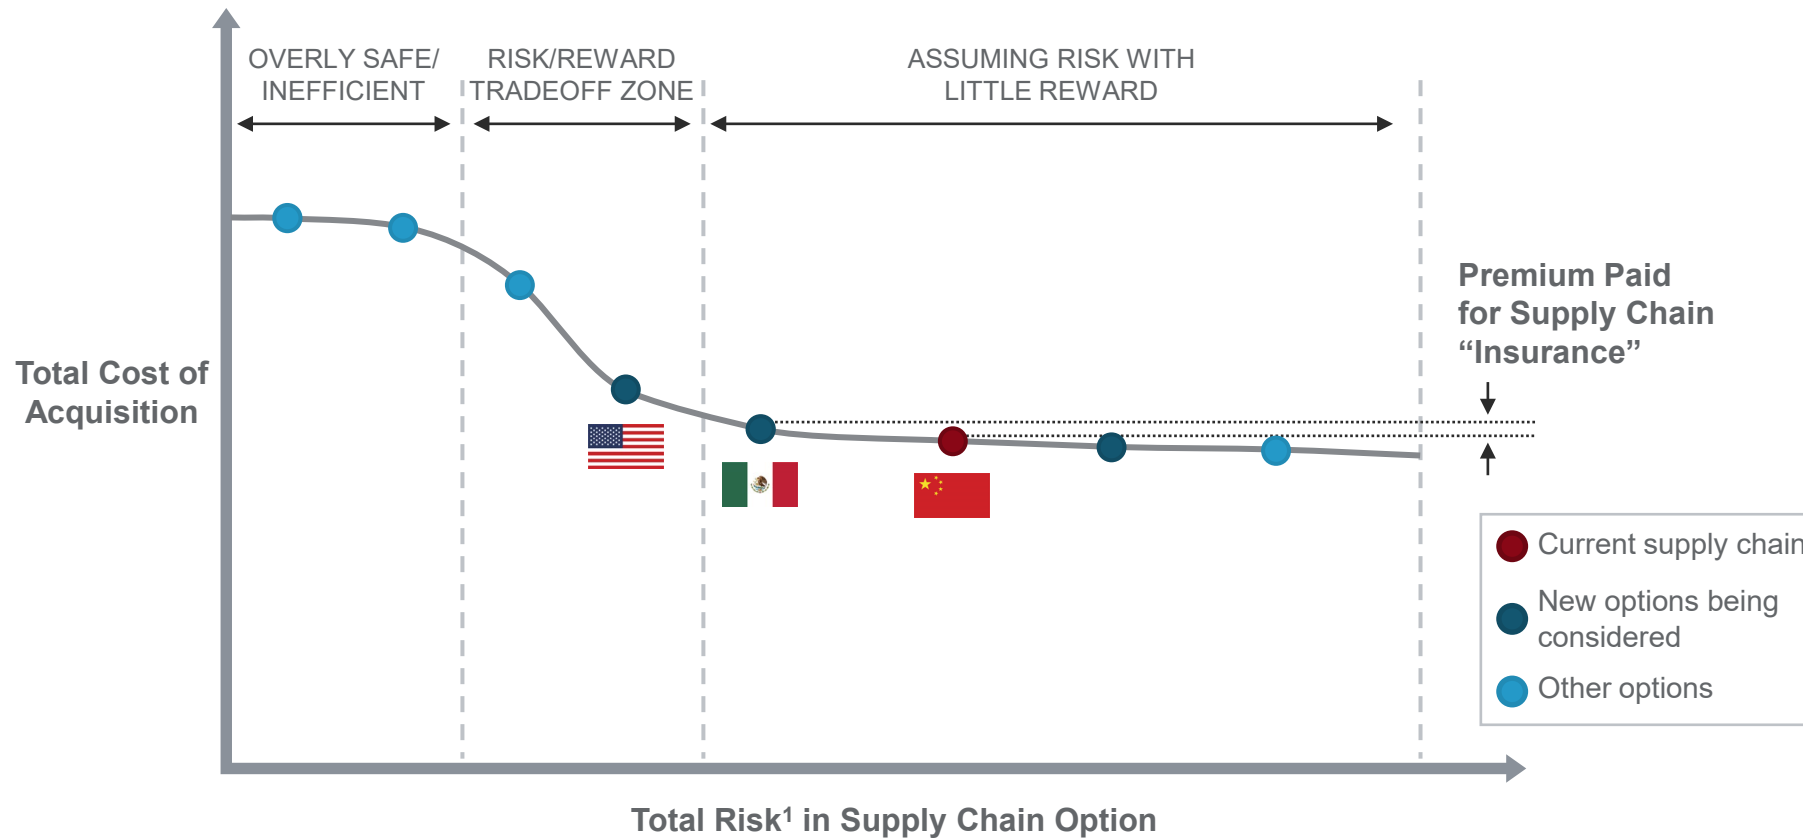 OVERLY SAFE/
INEFFICIENT
RISK/REWARD
TRADEOFF ZONE
ASSUMING RISK WITH
LITTLE REWARD
Premium Paid
for Supply Chain
“Insurance”
Total Cost of
Acquisition
Current supply chain
New options being
considered
Other options
Total Risk¹ in Supply Chain Option